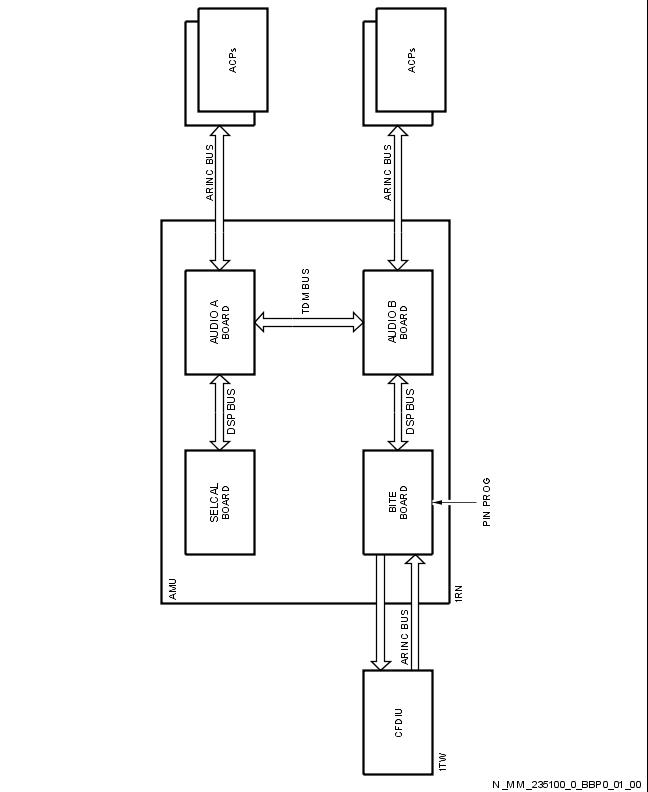 ACPs
ACPs
ARINC BUS
ARINC BUS
AUDIO A
BOARD
TDM BUS
AUDIO B
BOARD
DSP BUS
DSP BUS
SELCAL
BOARD
BITE
BOARD
PIN PROG
AMU
1RN
ARINC BUS
CFDIU
1TW
N_MM_235100_0_BBP0_01_00